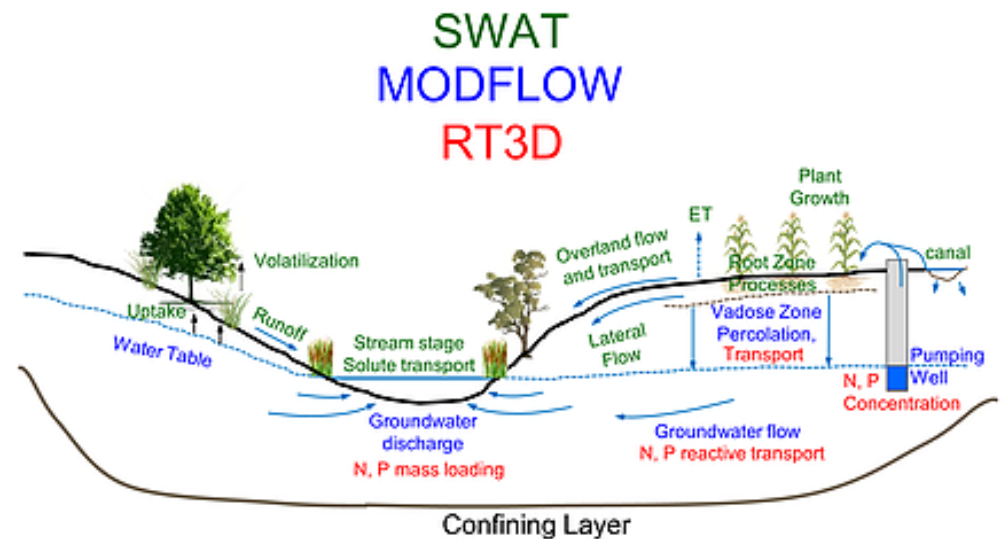 SWAT
MODFLOW
RT3D
Plant
Growth
ET
Overland flow
and transport
canal
Volatilization
Root Zone
Processes
Uptake
Runoff
Water Table
Stream stage
Solute transport
Lateral
Flow
Vadose Zone
Percolation,
Transport
Pumping
Well
N, P
Concentration
Groundwater
discharge
N, P mass loading
Groundwater flow
N, P reactive transport
Confining Layer